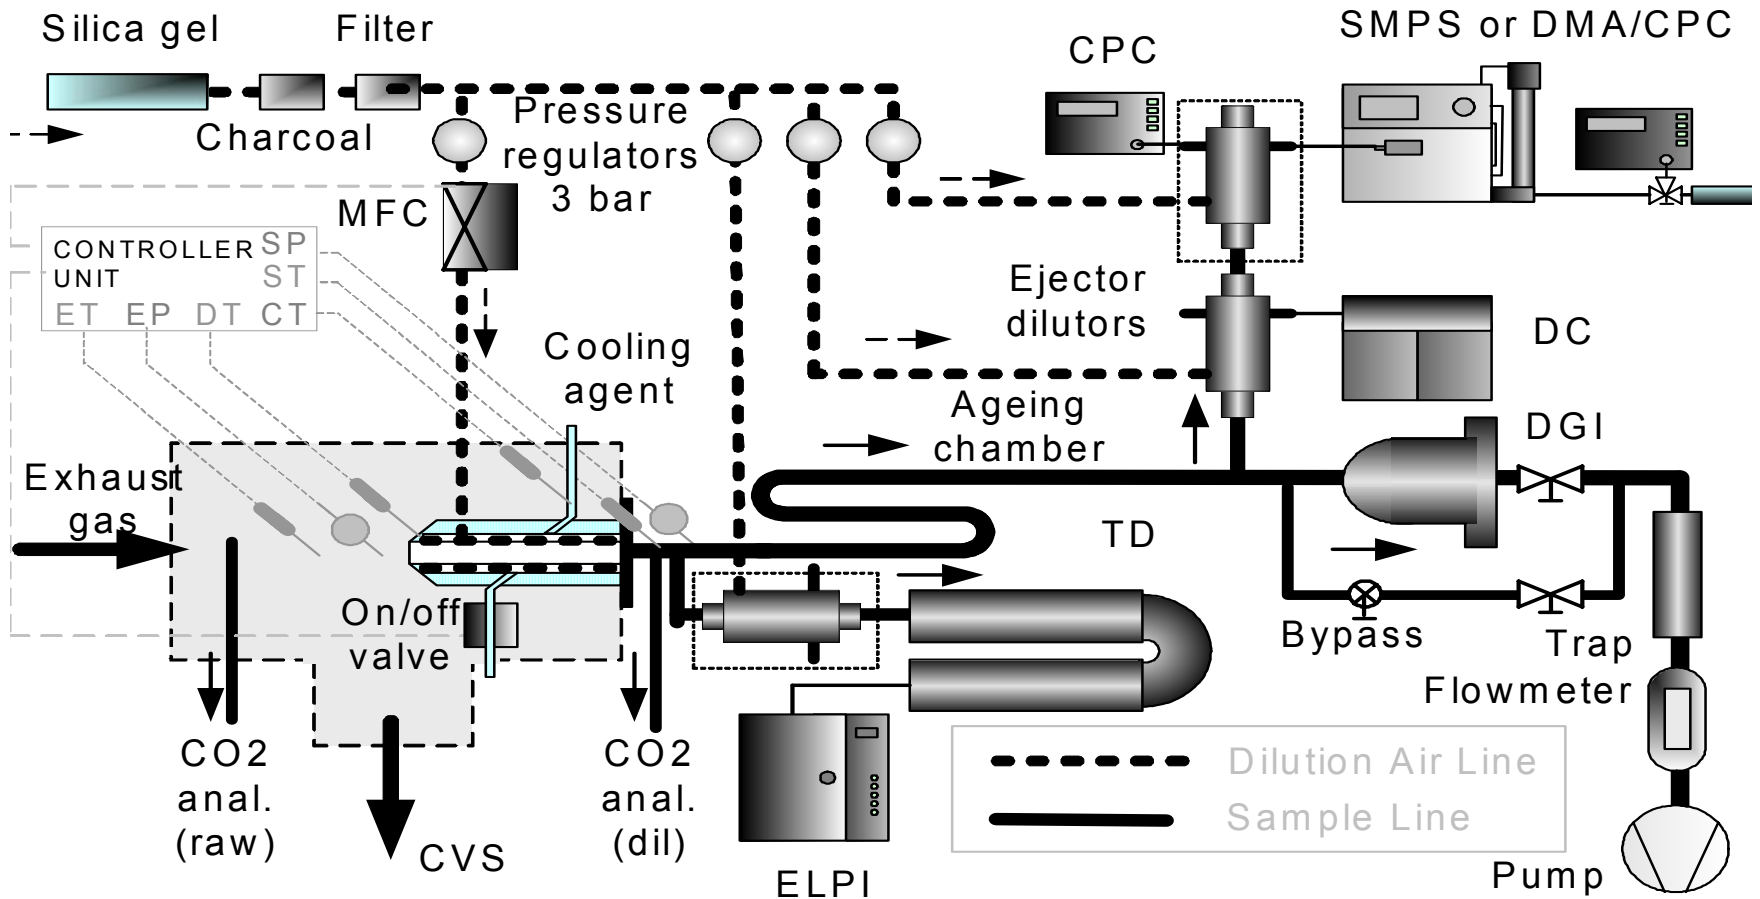 Silica gel
Filter
SMPS or DMA/CPC
CPC
Charcoal
Pressure
regulators
3 bar
MFC
CONTROLLER SP
UNIT ST
ET EP DT CT
Ejector
dilutors
DC
Cooling
agent
Ageing
chamber
DGI
Exhaust
gas
TD
On/off
valve
Bypass
Trap
Flowmeter
CO2
anal.
(raw)
CVS
CO2
anal.
(dil)
ELPI
Dilution Air Line
Sample Line
Pump